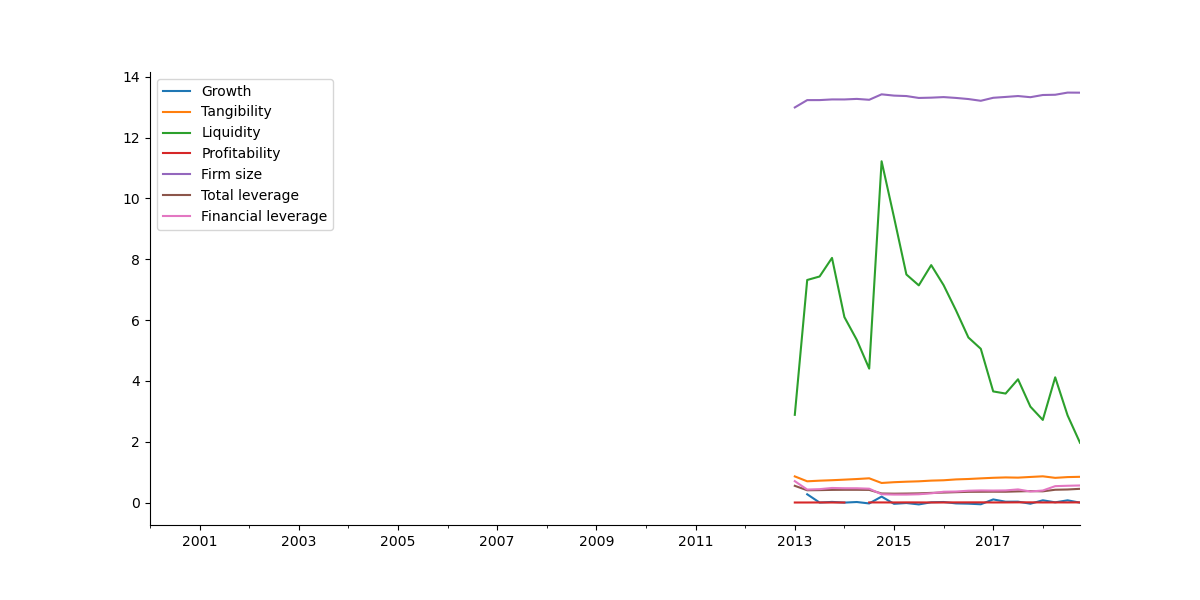 14
12
10
8
6
4
2
0
Growth
Tangibility
Liquidity
Profitability
Firm size
Total leverage
Financial leverage
2001 2003 2005 2007 2009 2011 2013 2015 2017